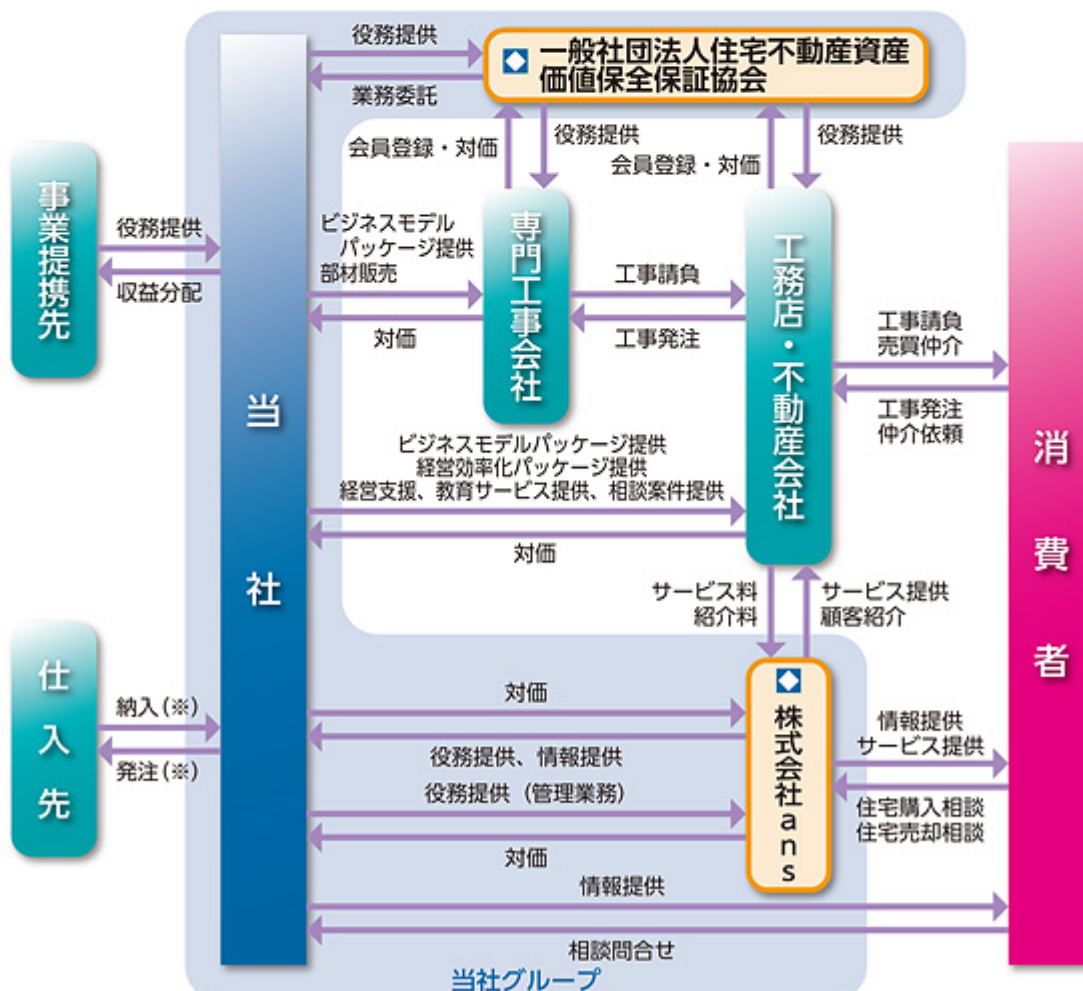 役務提供
業務委託
一般社団法人住宅不動産資産
価値保全保証協会
会員登録・対価
役務提供
会員登録・対価
役務提供
事業提携先
役務提供
収益分配
当社
ビジネスモデル
パッケージ提供
部材販売
対価
専門工事会社
工事請負
工事発注
工務店・不動産会社
工事請負
売買仲介
工事発注
仲介依頼
消費者
ビジネスモデルパッケージ提供
経営効率化パッケージ提供
経営支援、教育サービス提供、相談案件提供
対価
サービス料
紹介料
サービス提供
顧客紹介
仕入先
納入(※)
発注(※)
対価
役務提供、情報提供
役務提供（管理業務）
対価
株式会社ans
情報提供
サービス提供
住宅購入相談
住宅売却相談
情報提供
相談問合せ
当社グループ